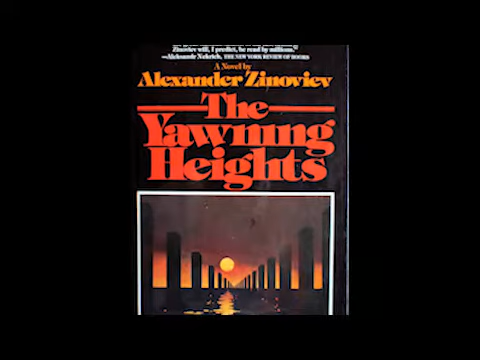 Zinoviev will, I predict, be read by millions."
—Aleksandr Nekrich, THE NEW YORK REVIEW OF BOOKS
A Novel by
Alexander Zinoviev
The
Yawning
Heights